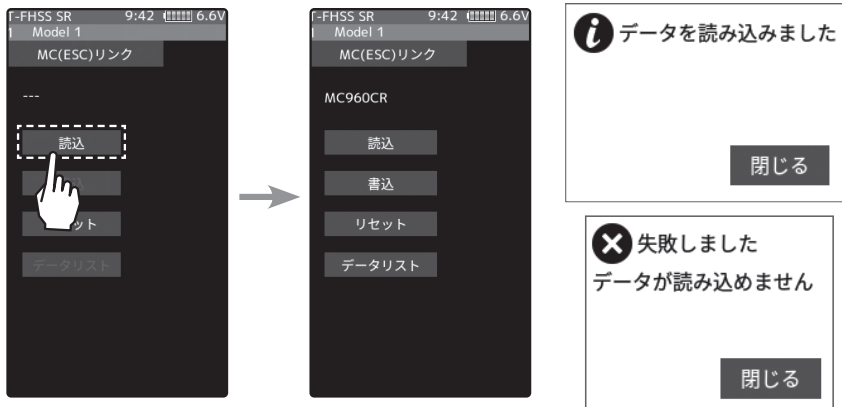 T-FHSS SR 9:42 6.6V
1 Model 1
MC(ESC)リンク
---
読込
データリスト
T-FHSS SR 9:42 6.6V
1 Model 1
MC(ESC)リンク
MC960CR
読込
書込
リセット
データリスト
i データを読み込みました
閉じる
失敗しました
データが読み込めません
閉じる